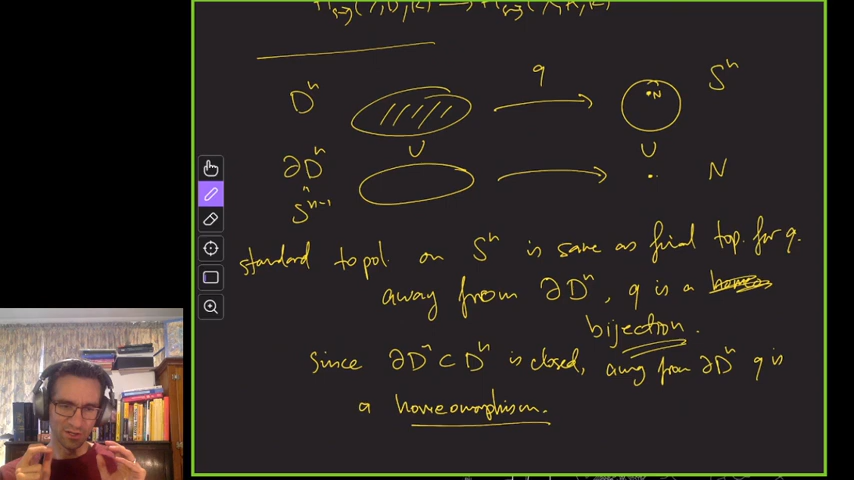 D^n q S^n
N
∪ ∪
∂D^n N
"
S^{n-1}
standard topol. on S^n is same as final top. for q.
away from ∂D^n, q is a
bijection.
since ∂D^n ⊂ D^n is closed, away from ∂D^n q is
a homeomorphism.